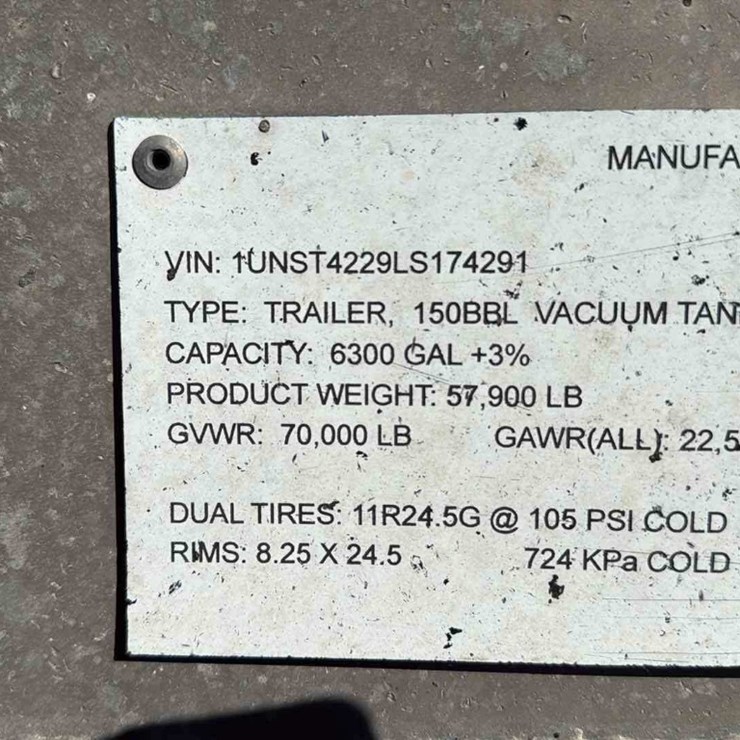 MANUFA
VIN: 1UNST4229LS174291
TYPE: TRAILER, 150BBL VACUUM TAN
CAPACITY: 6300 GAL +3%
PRODUCT WEIGHT: 57,900 LB
GVWR: 70,000 LB GAWR(ALL): 22,5
DUAL TIRES: 11R24.5G @ 105 PSI COLD
RIMS: 8.25 X 24.5 724 KPa COLD